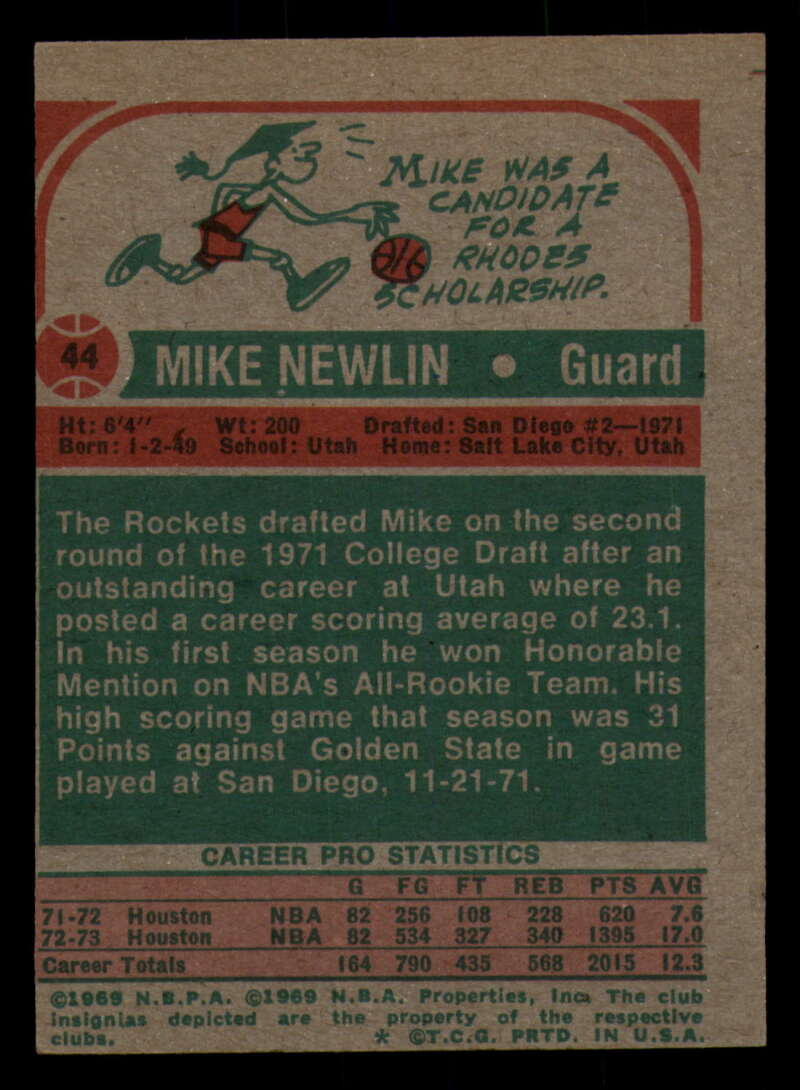 MIKE WAS A
CANDIDATE
FOR A
RHODES
SCHOLARSHIP.
44 MIKE NEWLIN • Guard
Ht: 6'4" Wt: 200 Drafted: San Diego #2—1971
Born: 1-2-49 School: Utah Home: Salt Lake City, Utah
The Rockets drafted Mike on the second
round of the 1971 College Draft after an
outstanding career at Utah where he
posted a career scoring average of 23.1.
In his first season he won Honorable
Mention on NBA's All-Rookie Team. His
high scoring game that season was 31
Points against Golden State in game
played at San Diego, 11-21-71.
CAREER PRO STATISTICS
G FG FT REB PTS AVG
71-72 Houston NBA 82 256 108 228 620 7.6
72-73 Houston NBA 82 534 327 340 1395 17.0
Career Totals 164 790 435 568 2015 12.3
©1969 N.B.P.A. ©1969 N.B.A. Properties, Inc. The club
insignias depicted are the property of the respective
clubs. * ©T.C.G. PRTD. IN U.S.A.